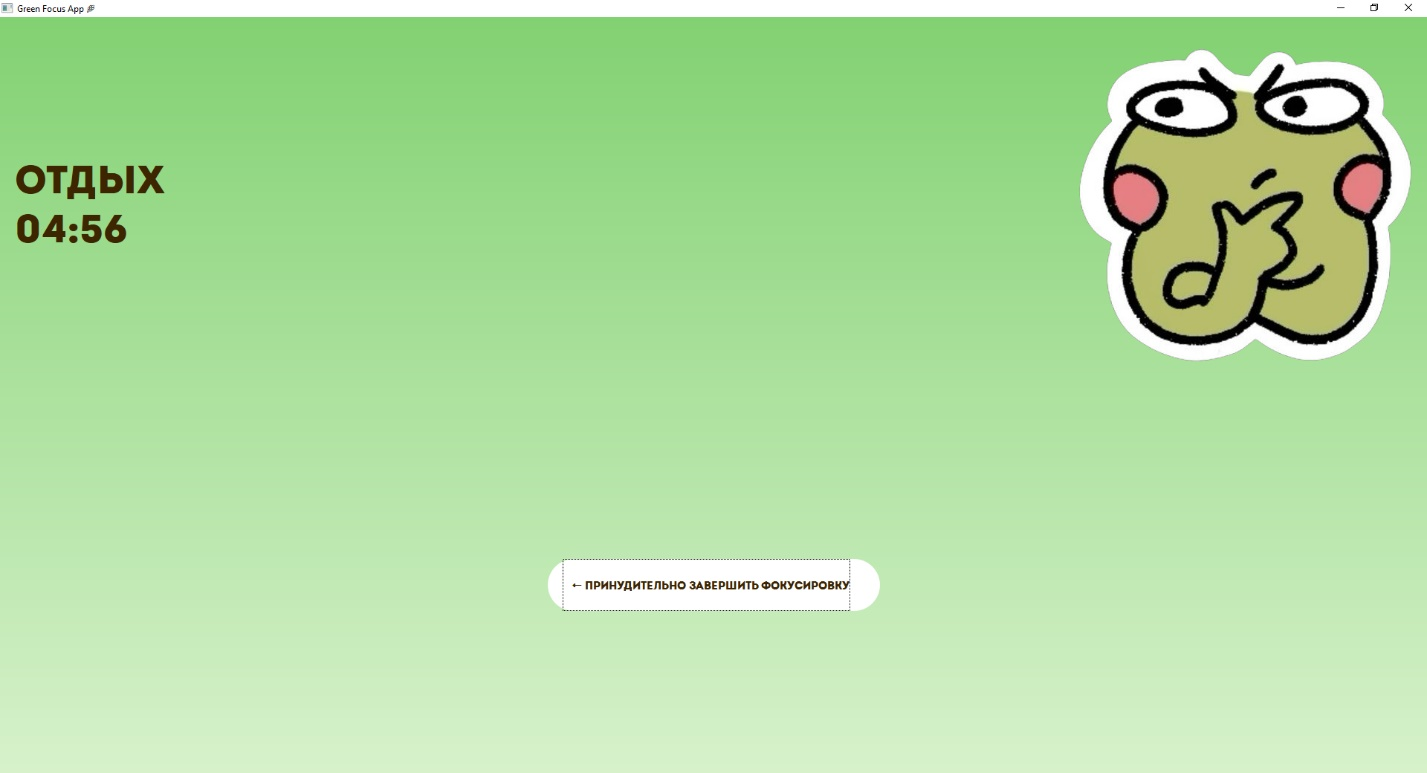 Green Focus App
ОТДЫХ
04:56
← ПРИНУДИТЕЛЬНО ЗАВЕРШИТЬ ФОКУСИРОВКУ